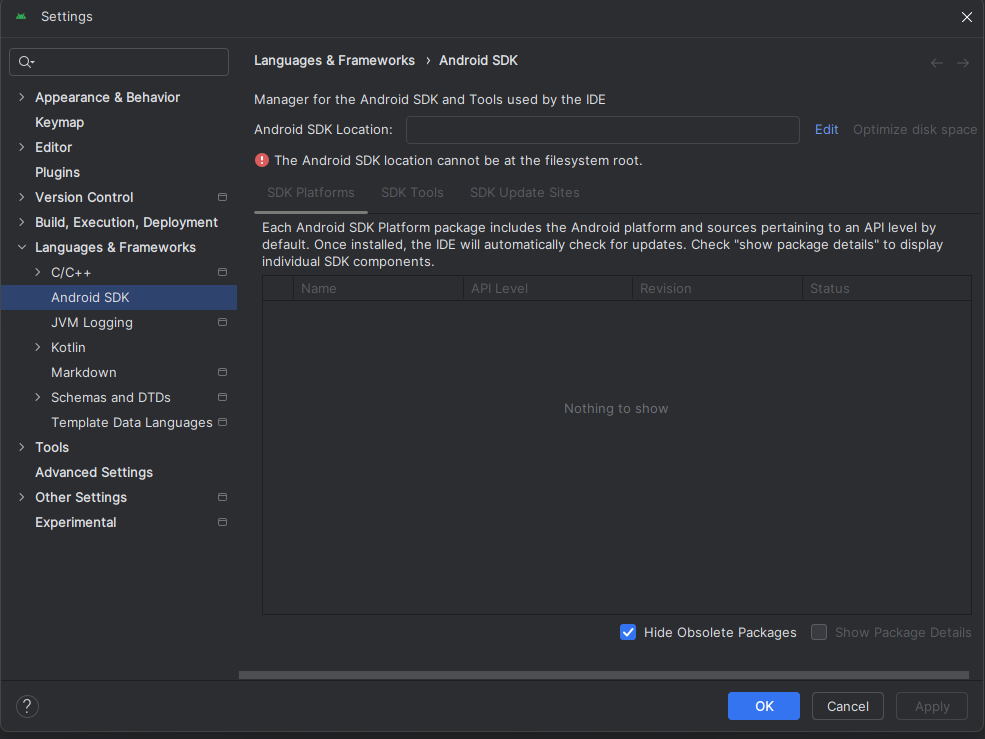 Settings
Languages & Frameworks › Android SDK
Appearance & Behavior
Keymap
Editor
Plugins
Version Control
Build, Execution, Deployment
Languages & Frameworks
C/C++
Android SDK
JVM Logging
Kotlin
Markdown
Schemas and DTDs
Template Data Languages
Tools
Advanced Settings
Other Settings
Experimental
Manager for the Android SDK and Tools used by the IDE
Android SDK Location: Edit Optimize disk space
The Android SDK location cannot be at the filesystem root.
SDK Platforms SDK Tools SDK Update Sites
Each Android SDK Platform package includes the Android platform and sources pertaining to an API level by
default. Once installed, the IDE will automatically check for updates. Check "show package details" to display
individual SDK components.
Name API Level Revision Status
Nothing to show
Hide Obsolete Packages Show Package Details
? OK Cancel Apply